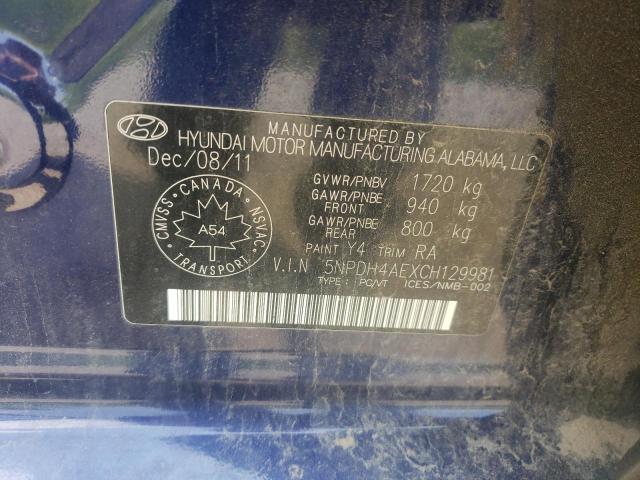 MANUFACTURED BY
HYUNDAI MOTOR MANUFACTURING ALABAMA, LLC
Dec/08/11
GVWR/PNBV 1720 kg
GAWR/PNBE FRONT 940 kg
GAWR/PNBE REAR 800 kg
PAINT Y4 TRIM RA
V.I.N 5NPDH4AEXCH129981
TYPE: PC/VT ICES/NMB-002
CANADA
CMVSS
NSVAC
A54
TRANSPORT